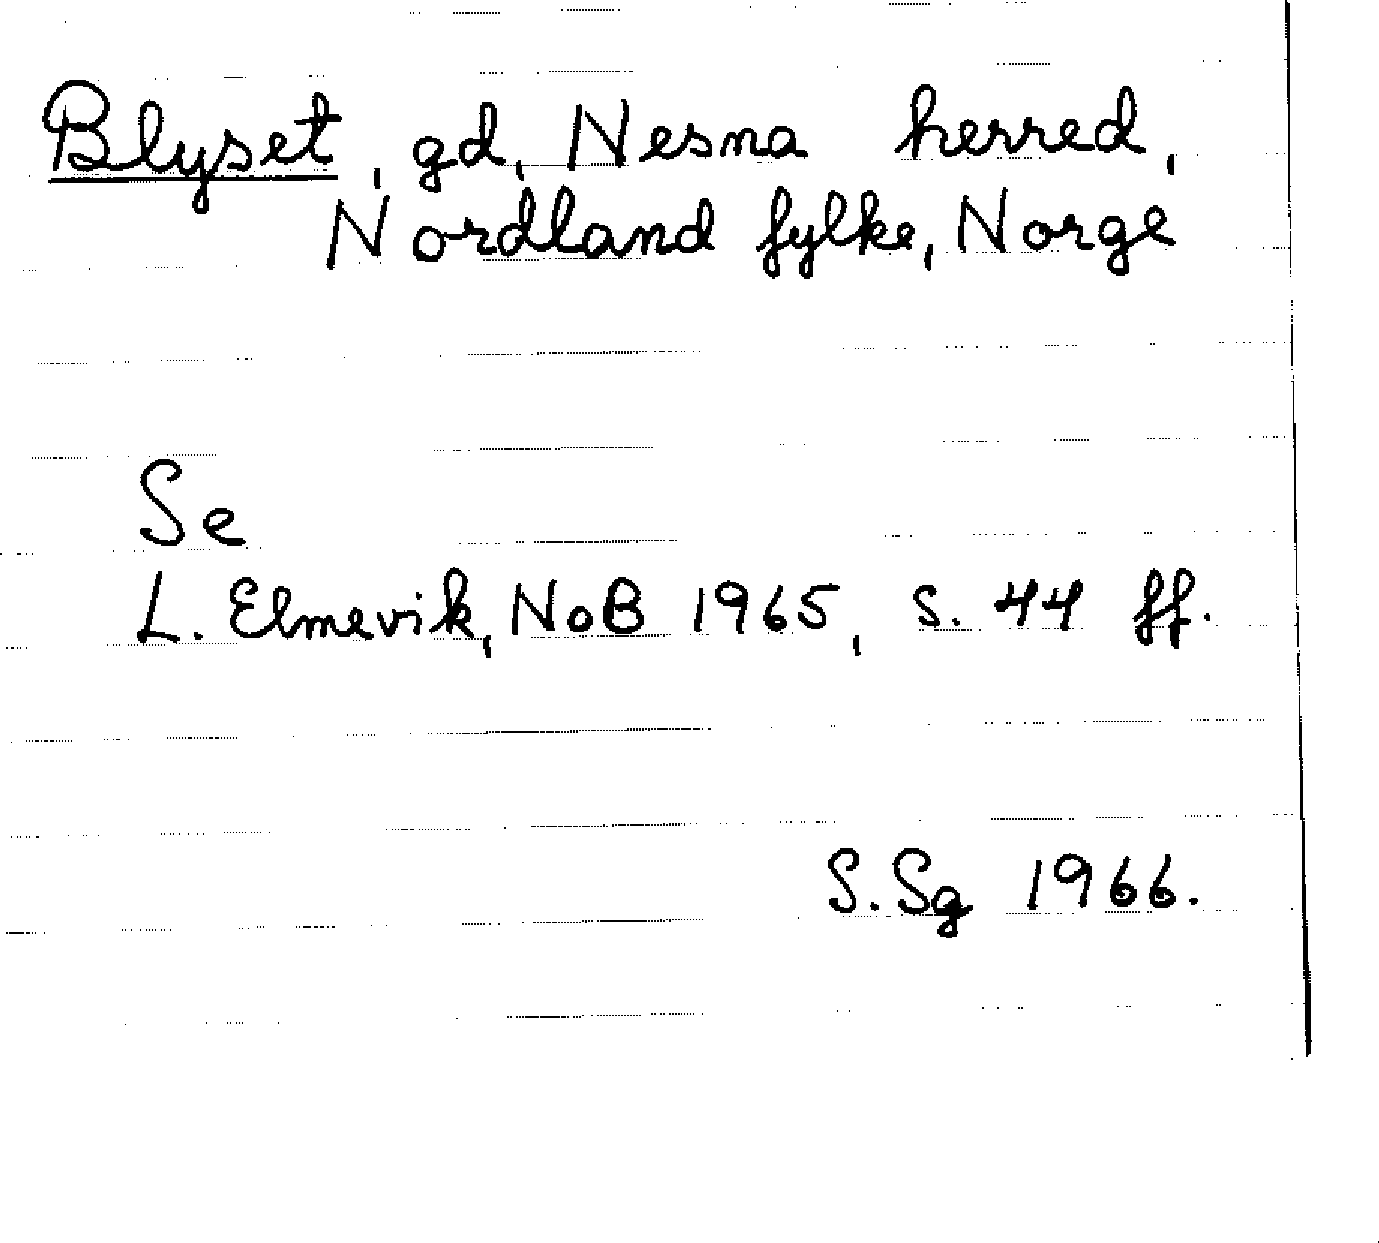 Blyset, gd, Nesna herred,
Nordland fylke, Norge
Se
L. Elmevik, NoB 1965, s. 44 ff.
S. Sg 1966.